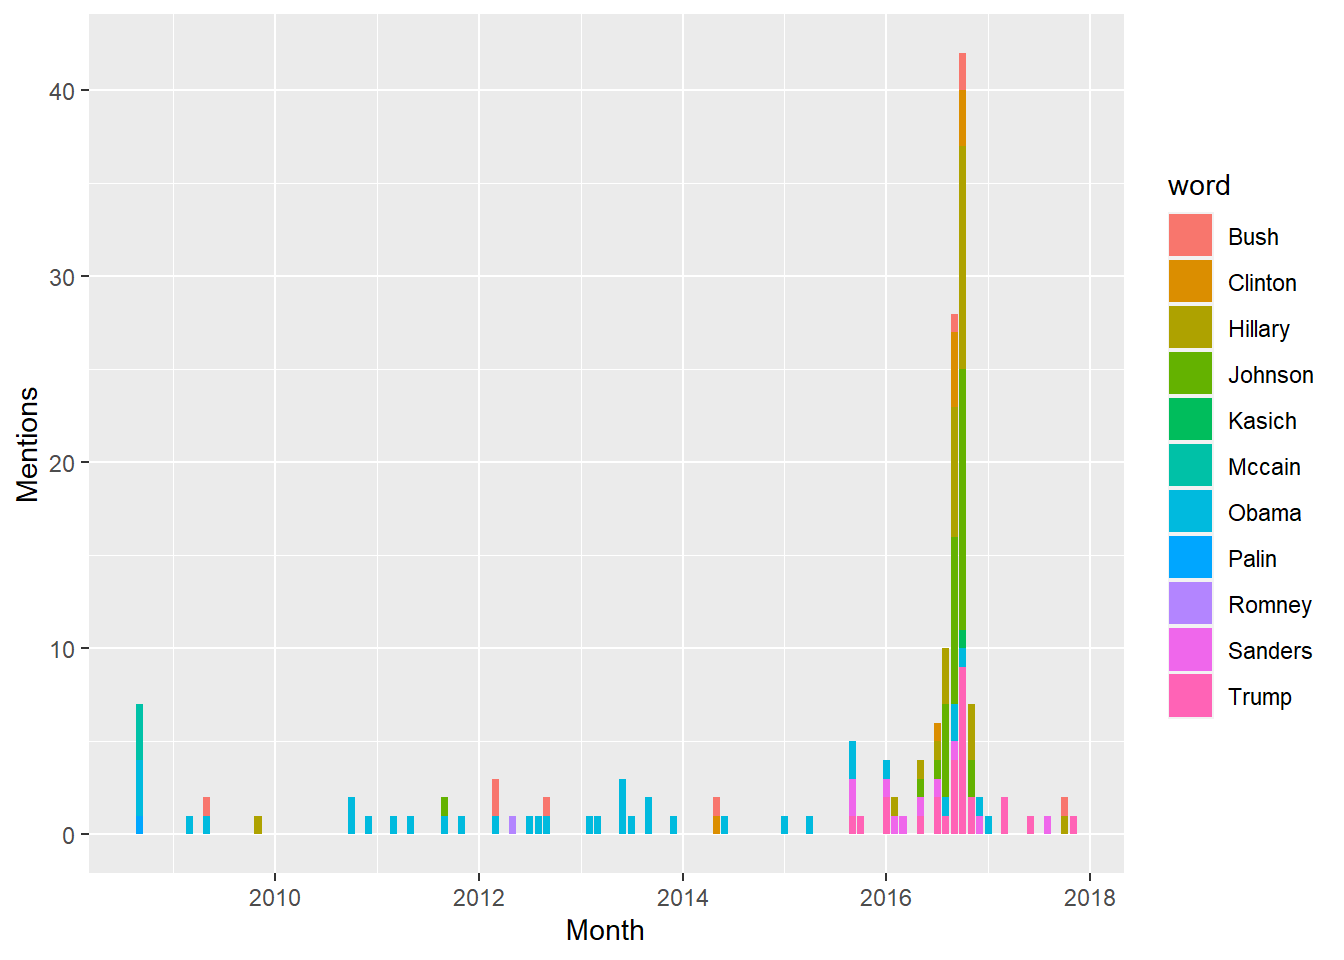 40
30
20
10
0
Mentions
2010
2012
2014
2016
2018
Month
word
Bush
Clinton
Hillary
Johnson
Kasich
Mccain
Obama
Palin
Romney
Sanders
Trump